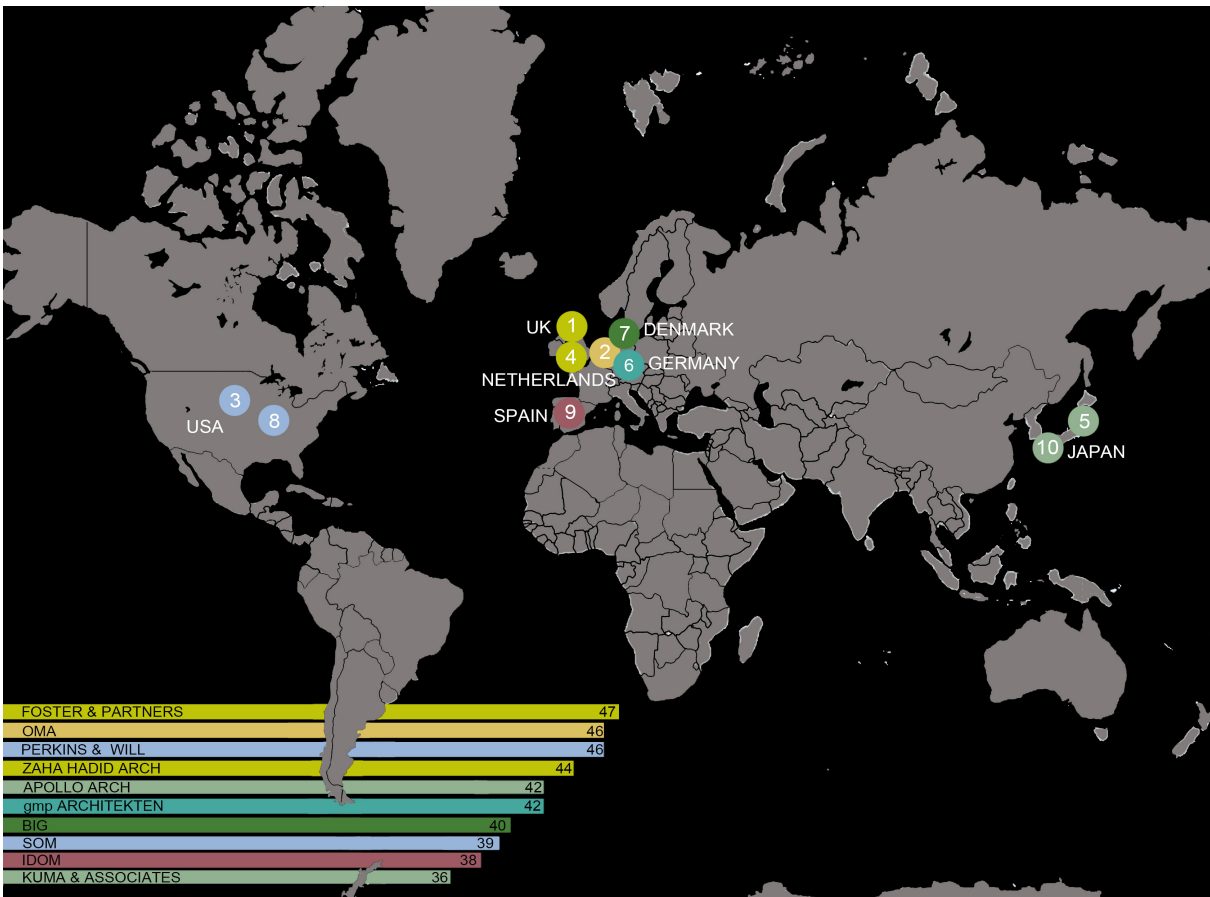 UK 1
7 DENMARK
4
2
6 GERMANY
NETHERLANDS
3
USA
8
SPAIN 9
5
10 JAPAN
FOSTER & PARTNERS 47
OMA 46
PERKINS & WILL 46
ZAHA HADID ARCH 44
APOLLO ARCH 42
gmp ARCHITEKTEN 42
BIG 40
SOM 39
IDOM 38
KUMA & ASSOCIATES 36